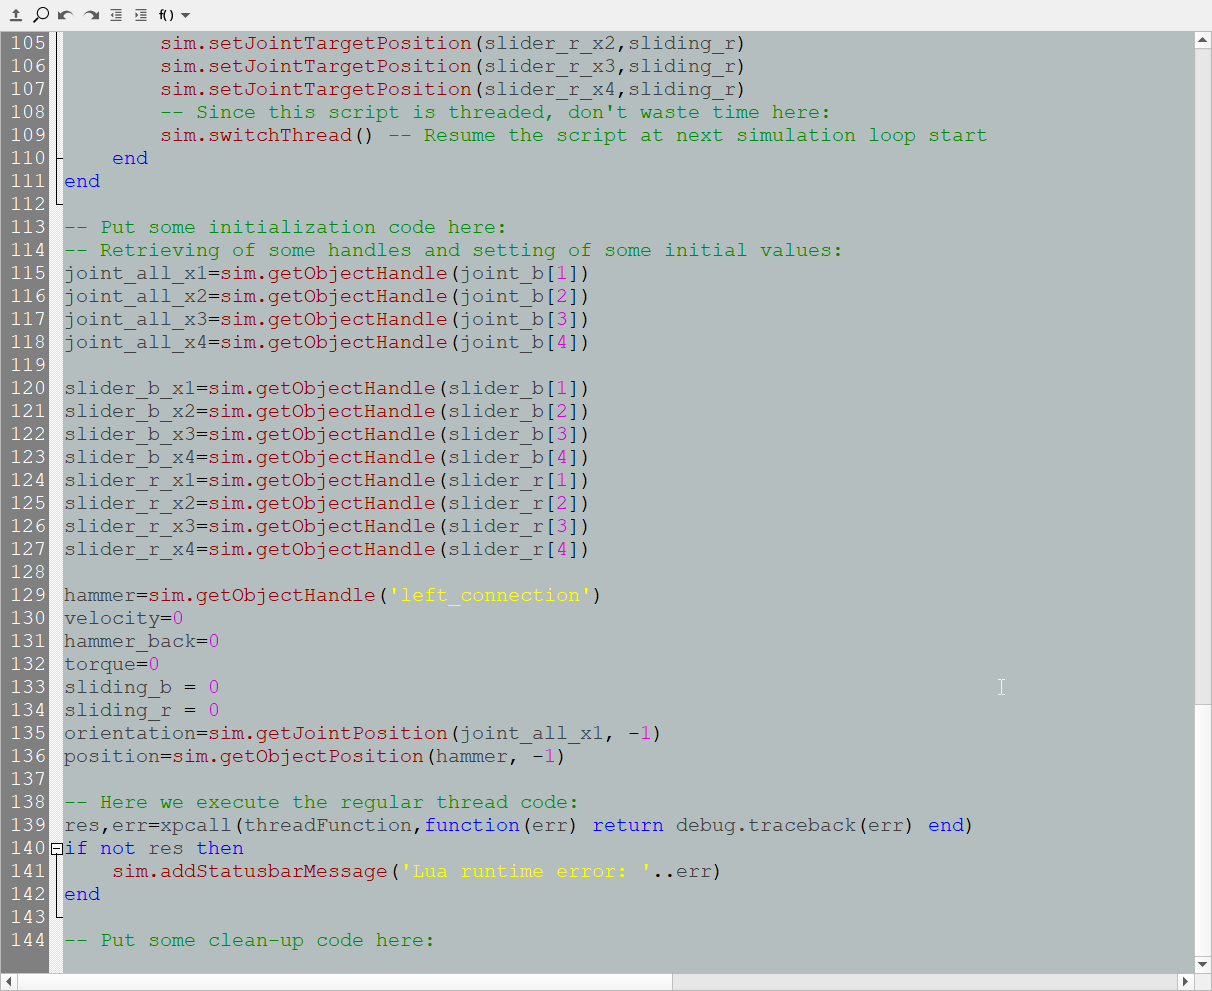 f()
105         sim.setJointTargetPosition(slider_r_x2,sliding_r)
106         sim.setJointTargetPosition(slider_r_x3,sliding_r)
107         sim.setJointTargetPosition(slider_r_x4,sliding_r)
108         -- Since this script is threaded, don't waste time here:
109         sim.switchThread() -- Resume the script at next simulation loop start
110     end
111 end
112
113 -- Put some initialization code here:
114 -- Retrieving of some handles and setting of some initial values:
115 joint_all_x1=sim.getObjectHandle(joint_b[1])
116 joint_all_x2=sim.getObjectHandle(joint_b[2])
117 joint_all_x3=sim.getObjectHandle(joint_b[3])
118 joint_all_x4=sim.getObjectHandle(joint_b[4])
119
120 slider_b_x1=sim.getObjectHandle(slider_b[1])
121 slider_b_x2=sim.getObjectHandle(slider_b[2])
122 slider_b_x3=sim.getObjectHandle(slider_b[3])
123 slider_b_x4=sim.getObjectHandle(slider_b[4])
124 slider_r_x1=sim.getObjectHandle(slider_r[1])
125 slider_r_x2=sim.getObjectHandle(slider_r[2])
126 slider_r_x3=sim.getObjectHandle(slider_r[3])
127 slider_r_x4=sim.getObjectHandle(slider_r[4])
128
129 hammer=sim.getObjectHandle('left_connection')
130 velocity=0
131 hammer_back=0
132 torque=0
133 sliding_b = 0
134 sliding_r = 0
135 orientation=sim.getJointPosition(joint_all_x1, -1)
136 position=sim.getObjectPosition(hammer, -1)
137
138 -- Here we execute the regular thread code:
139 res,err=xpcall(threadFunction,function(err) return debug.traceback(err) end)
140 if not res then
141     sim.addStatusbarMessage('Lua runtime error: '..err)
142 end
143
144 -- Put some clean-up code here: